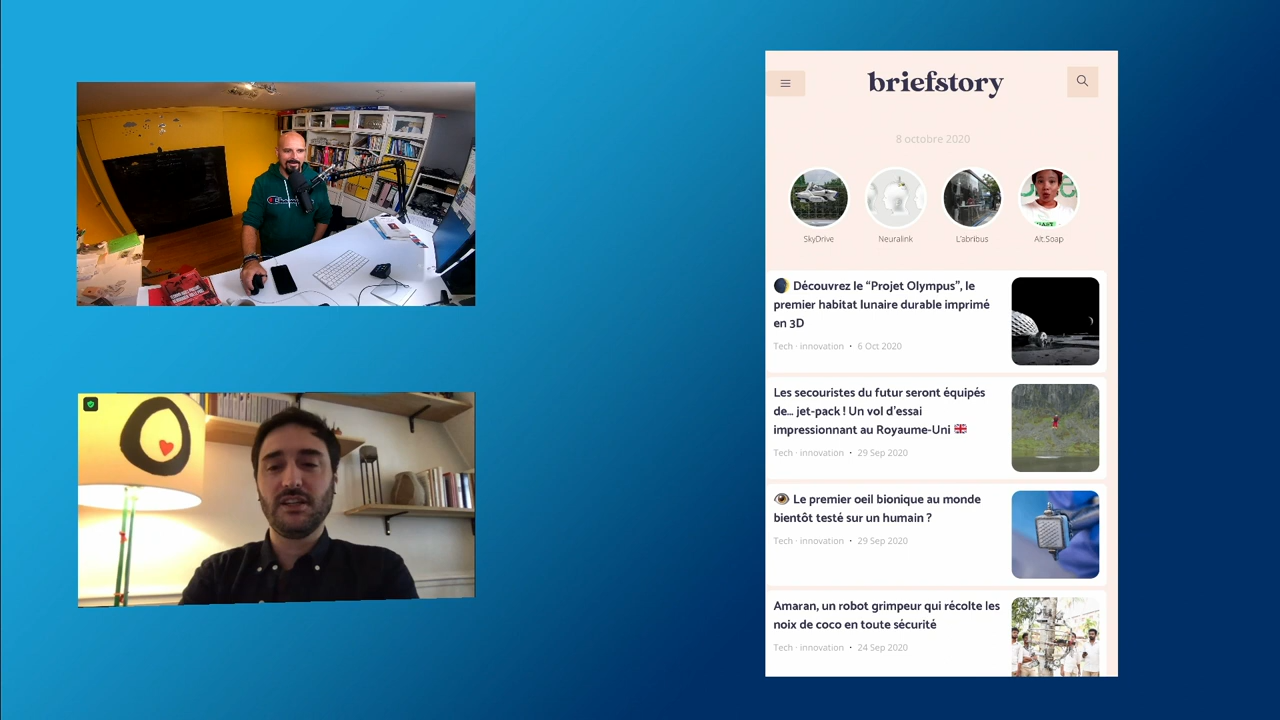 briefstory
8 octobre 2020
SkyDrive
Neuralink
L'abribus
Alt.Soap
Découvrez le “Projet Olympus”, le
premier habitat lunaire durable imprimé
en 3D
Tech · innovation • 6 Oct 2020
Les secouristes du futur seront équipés
de… jet-pack ! Un vol d’essai
impressionnant au Royaume-Uni
Tech · innovation • 29 Sep 2020
Le premier oeil bionique au monde
bientôt testé sur un humain ?
Tech · innovation • 29 Sep 2020
Amaran, un robot grimpeur qui récolte les
noix de coco en toute sécurité
Tech · innovation • 24 Sep 2020